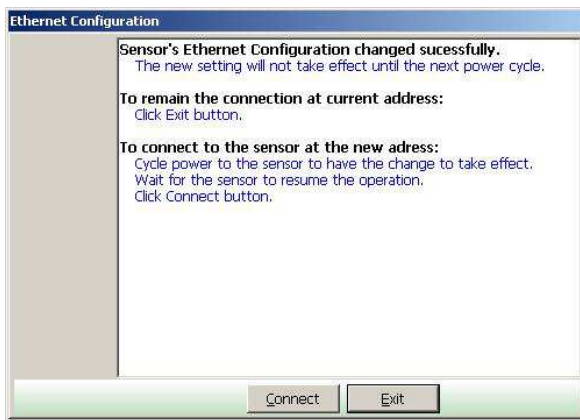 Ethernet Configuration
Sensor's Ethernet Configuration changed sucessfully.
The new setting will not take effect until the next power cycle.
To remain the connection at current address:
Click Exit button.
To connect to the sensor at the new adress:
Cycle power to the sensor to have the change to take effect.
Wait for the sensor to resume the operation.
Click Connect button.
Connect
Exit